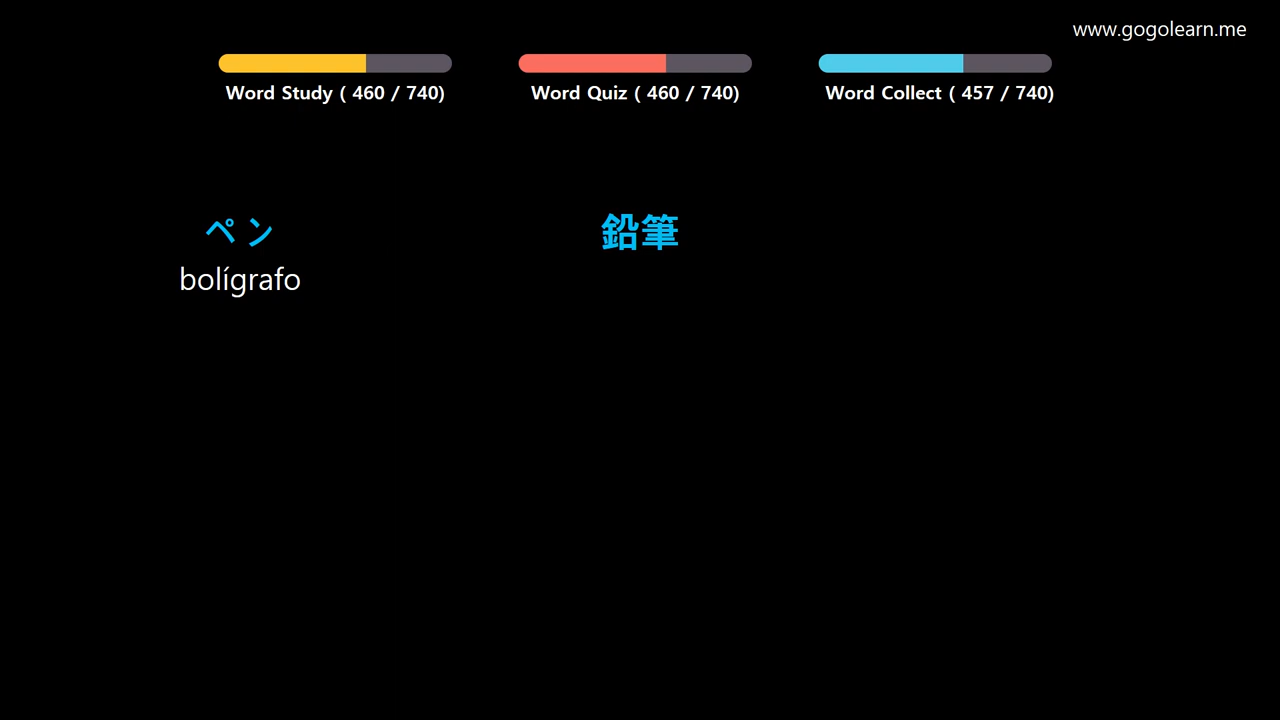 www.gogolearn.me
Word Study ( 460 / 740)
Word Quiz ( 460 / 740)
Word Collect ( 457 / 740)
ペン
bolígrafo
鉛筆